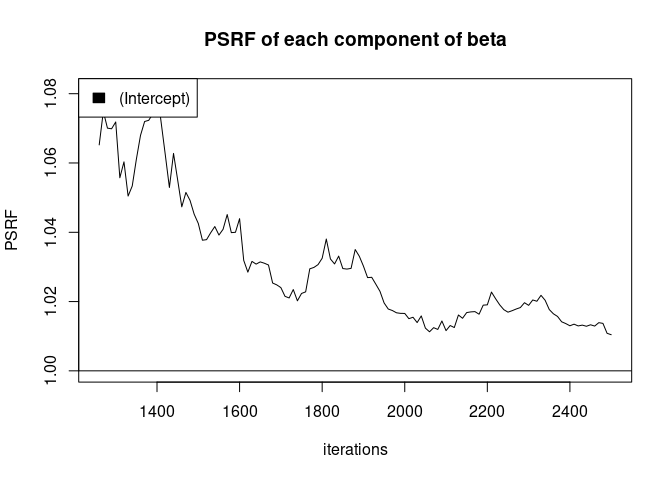 PSRF of each component of beta
(Intercept)
PSRF
1.08
1.06
1.04
1.02
1.00
1400 1600 1800 2000 2200 2400
iterations